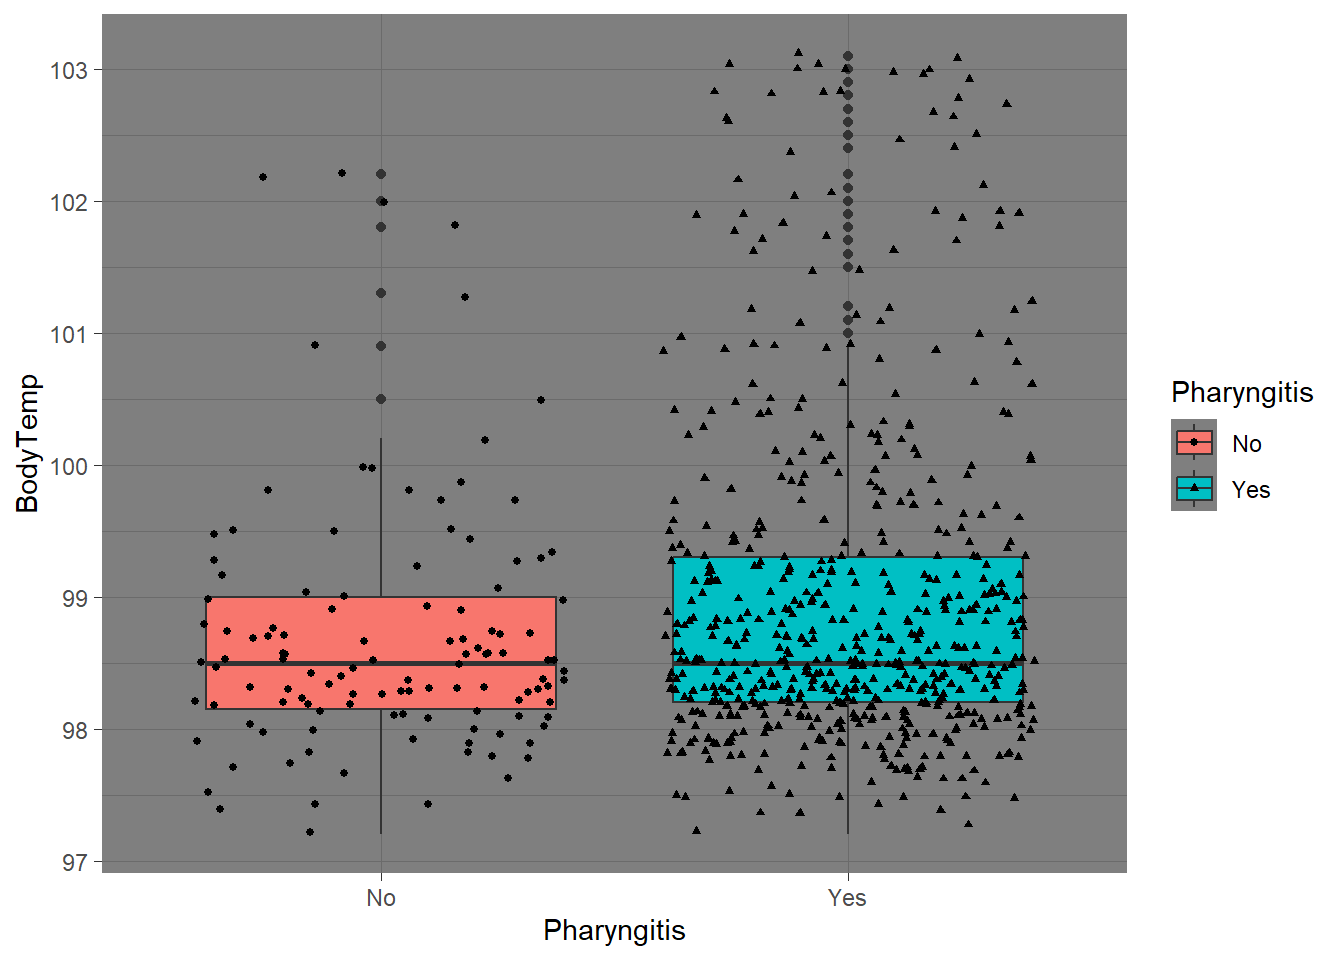 103
102
101
100
99
98
97
BodyTemp
No
Yes
Pharyngitis
Pharyngitis
No
Yes